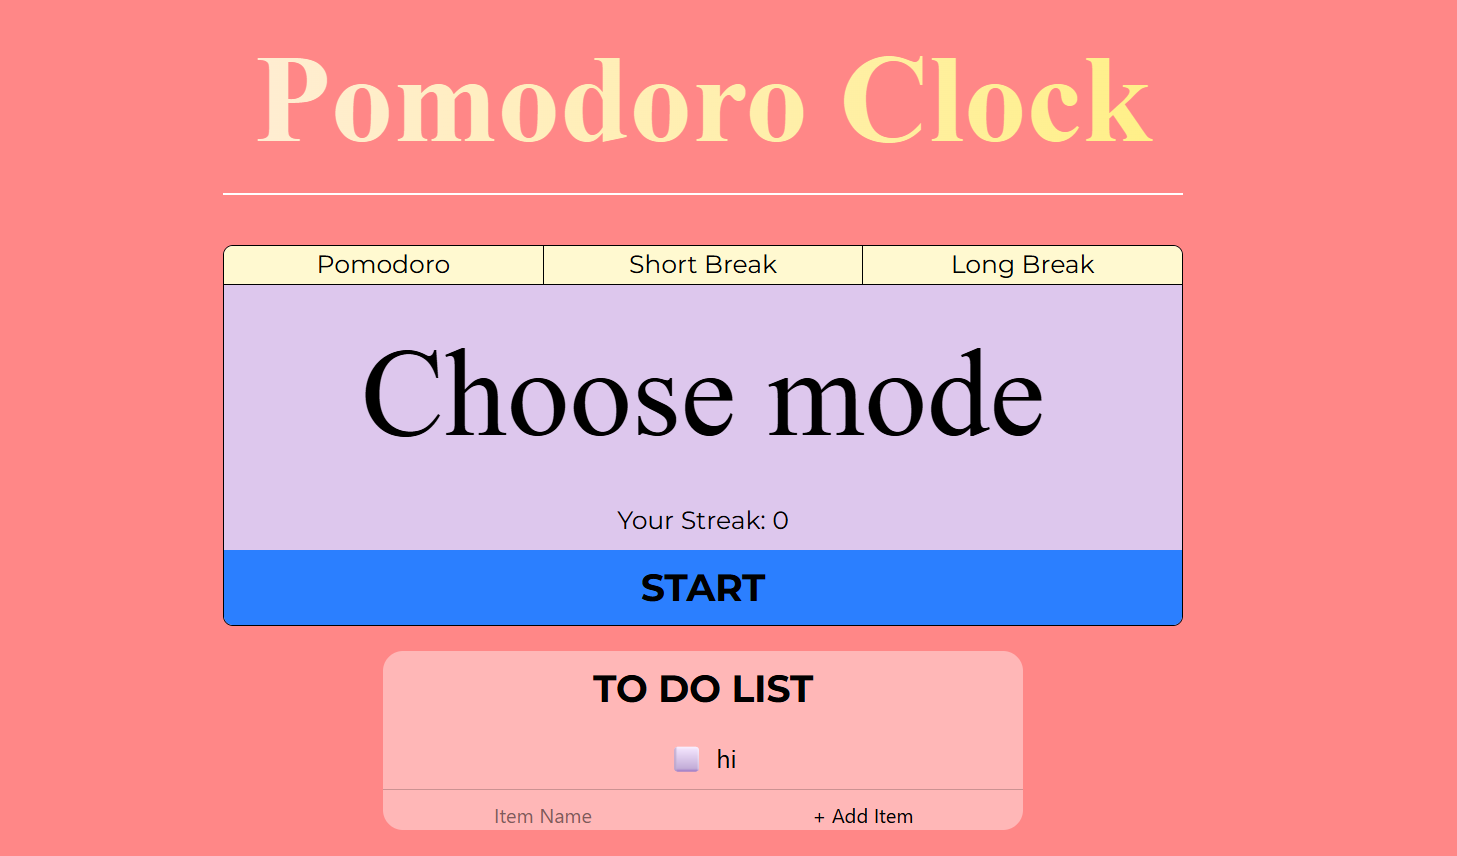 Pomodoro Clock
Pomodoro Short Break Long Break
Choose mode
Your Streak: 0
START
TO DO LIST
hi
Item Name + Add Item